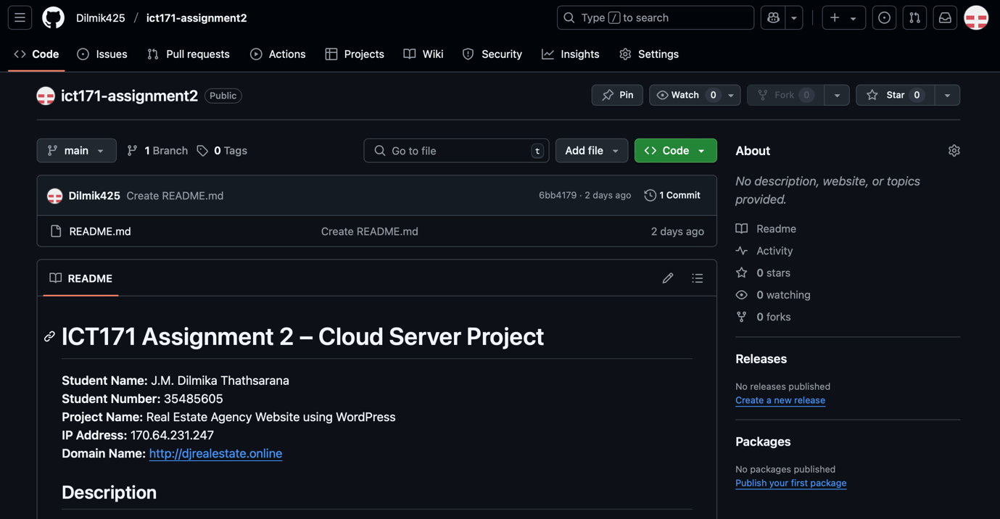 Dilmik425 / ict171-assignment2
Type / to search
Code
Issues
Pull requests
Actions
Projects
Wiki
Security
Insights
Settings
ict171-assignment2 Public
Pin
Watch 0
Fork 0
Star 0
main
1 Branch
0 Tags
Go to file t
Add file
Code
Dilmik425 Create README.md
6bb4179 · 2 days ago
1 Commit
README.md Create README.md 2 days ago
README
ICT171 Assignment 2 – Cloud Server Project
Student Name: J.M. Dilmika Thathsarana
Student Number: 35485605
Project Name: Real Estate Agency Website using WordPress
IP Address: 170.64.231.247
Domain Name: http://djrealestate.online
Description
About
No description, website, or topics
provided.
Readme
Activity
0 stars
0 watching
0 forks
Releases
No releases published
Create a new release
Packages
No packages published
Publish your first package